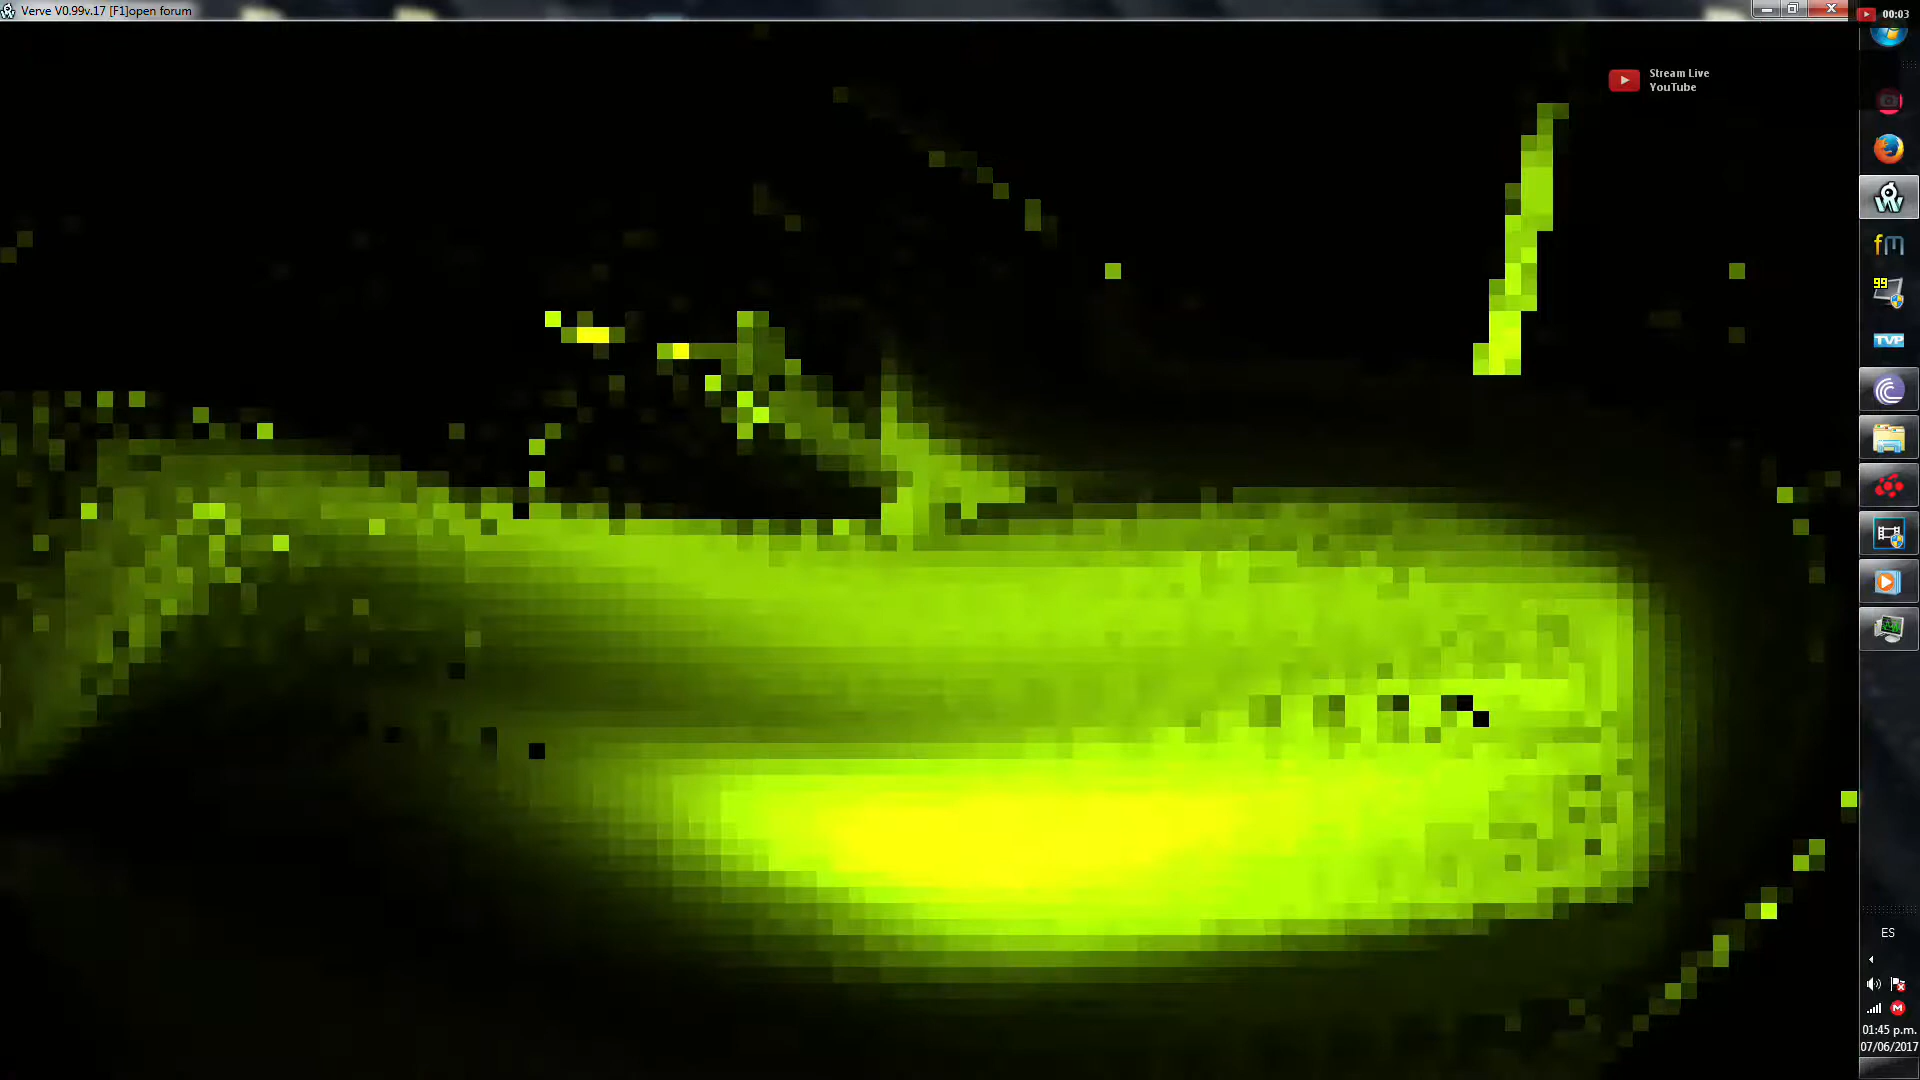 Verve V0.99v.17 [F1]open forum
00:03
Stream Live
YouTube
fm
99
TVP
ES
M
01:45 p.m.
07/06/2017